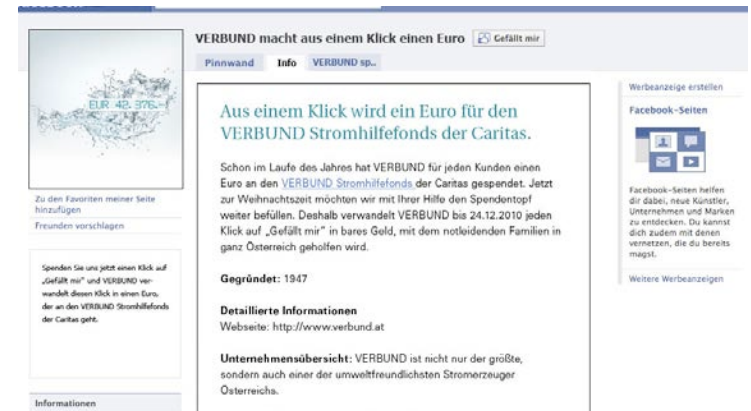 VERBUND macht aus einem Klick einen Euro
Gefällt mir
Pinnwand Info VERBUND sp..
EUR 42.376.-
Zu den Favoriten meiner Seite
hinzufügen
Freunden vorschlagen
Spenden Sie uns jetzt einen Klick auf
„Gefällt mir" und VERBUND ver-
wandelt diesen Klick in einen Euro,
der an den VERBUND Stromhilfefonds
der Caritas geht.
Informationen
Aus einem Klick wird ein Euro für den
VERBUND Stromhilfefonds der Caritas.
Schon im Laufe des Jahres hat VERBUND für jeden Kunden einen
Euro an den VERBUND Stromhilfefonds der Caritas gespendet. Jetzt
zur Weihnachtszeit möchten wir mit Ihrer Hilfe den Spendentopf
weiter befüllen. Deshalb verwandelt VERBUND bis 24.12.2010 jeden
Klick auf „Gefällt mir" in bares Geld, mit dem notleidenden Familien in
ganz Österreich geholfen wird.
Gegründet: 1947
Detaillierte Informationen
Webseite: http://www.verbund.at
Unternehmensübersicht: VERBUND ist nicht nur der größte,
sondern auch einer der umweltfreundlichsten Stromerzeuger
Österreichs.
Werbeanzeige erstellen
Facebook-Seiten
Facebook-Seiten helfen
dir dabei, neue Künstler,
Unternehmen und Marken
zu entdecken. Du kannst
dich zudem mit denen
vernetzen, die du bereits
magst.
Weitere Werbeanzeigen